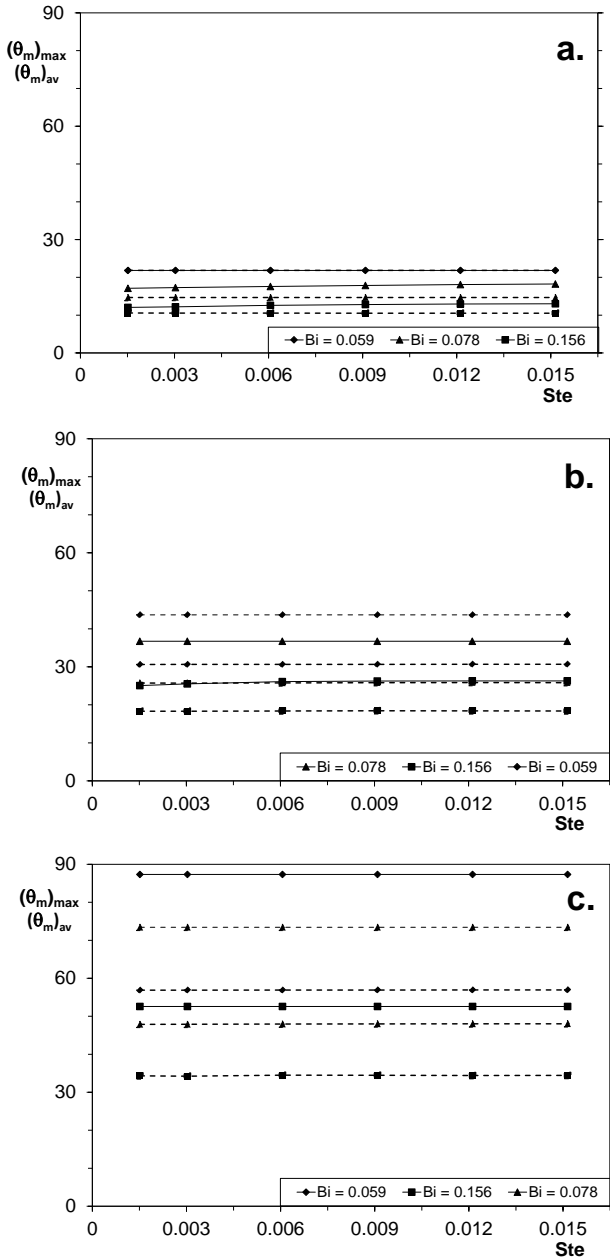 90
a.
(θm)max
(θm)av
60
30
0
Bi = 0.059 Bi = 0.078 Bi = 0.156
0 0.003 0.006 0.009 0.012 0.015
Ste
90
b.
(θm)max
(θm)av
60
30
0
Bi = 0.078 Bi = 0.156 Bi = 0.059
0 0.003 0.006 0.009 0.012 0.015
Ste
90
c.
(θm)max
(θm)av
60
30
0
Bi = 0.059 Bi = 0.156 Bi = 0.078
0 0.003 0.006 0.009 0.012 0.015
Ste